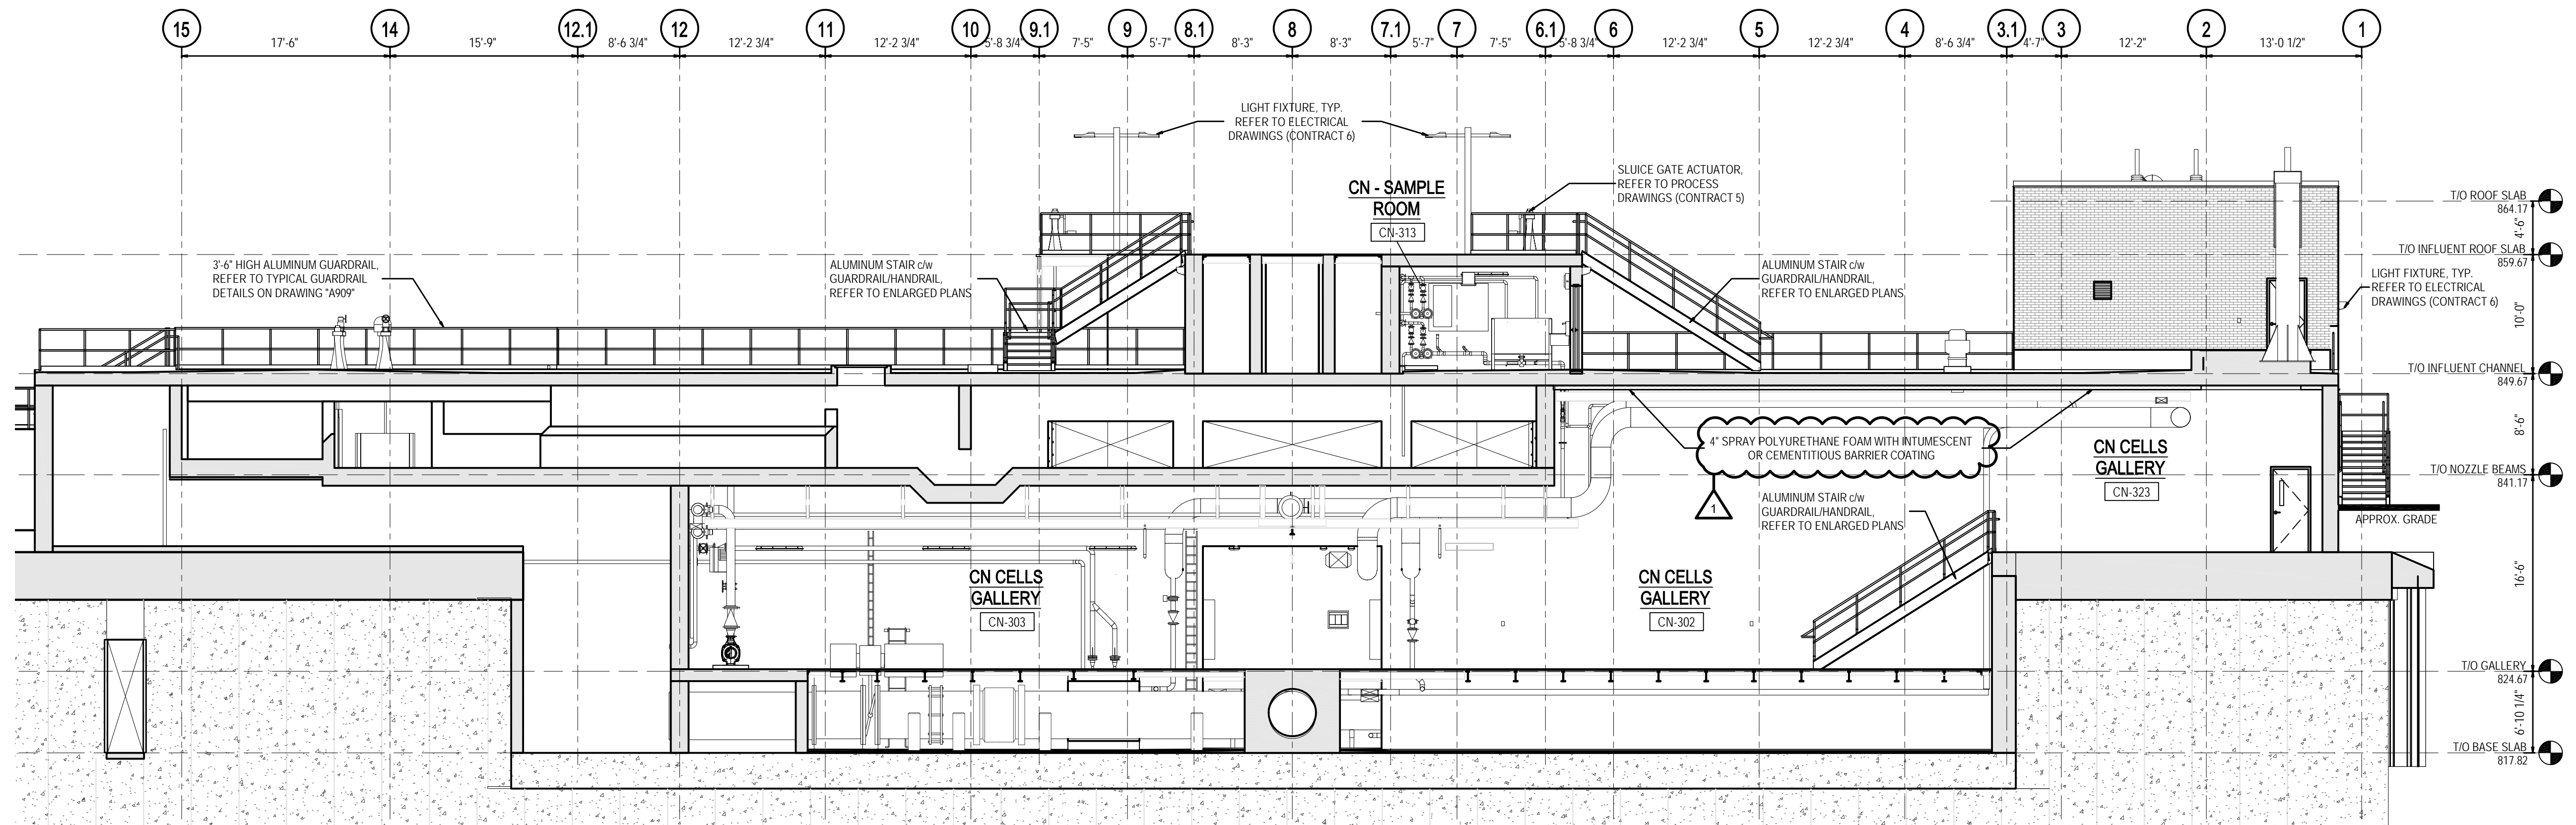 15 14 12.1 12 11 10 9.1 9 8.1 8 7.1 7 6.1 6 5 4 3.1 3 2 1
17'-6" 15'-9" 8'-6 3/4" 12'-2 3/4" 12'-2 3/4" 5'-8 3/4" 7'-5" 5'-7" 8'-3" 8'-3" 5'-7" 7'-5" 5'-8 3/4" 12'-2 3/4" 12'-2 3/4" 8'-6 3/4" 4'-7" 12'-2" 13'-0 1/2"
LIGHT FIXTURE, TYP.
REFER TO ELECTRICAL
DRAWINGS (CONTRACT 6)
CN - SAMPLE
ROOM
CN-313
SLUICE GATE ACTUATOR,
REFER TO PROCESS
DRAWINGS (CONTRACT 5)
3'-6" HIGH ALUMINUM GUARDRAIL,
REFER TO TYPICAL GUARDRAIL
DETAILS ON DRAWING "A909"
ALUMINUM STAIR c/w
GUARDRAIL/HANDRAIL,
REFER TO ENLARGED PLANS
ALUMINUM STAIR c/w
GUARDRAIL/HANDRAIL,
REFER TO ENLARGED PLANS
LIGHT FIXTURE, TYP.
REFER TO ELECTRICAL
DRAWINGS (CONTRACT 6)
T/O ROOF SLAB
864.17
4'-6"
T/O INFLUENT ROOF SLAB
859.67
10'-0"
T/O INFLUENT CHANNEL
849.67
8'-6"
T/O NOZZLE BEAMS
841.17
16'-6"
T/O GALLERY
824.67
6'-10 1/4"
T/O BASE SLAB
817.82
4" SPRAY POLYURETHANE FOAM WITH INTUMESCENT
OR CEMENTITIOUS BARRIER COATING
1
CN CELLS
GALLERY
CN-323
ALUMINUM STAIR c/w
GUARDRAIL/HANDRAIL,
REFER TO ENLARGED PLANS
APPROX. GRADE
CN CELLS
GALLERY
CN-303
CN CELLS
GALLERY
CN-302